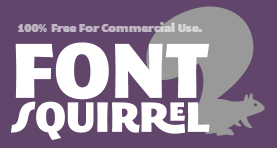 100% Free For Commercial Use.
FONT
SQUIRREL